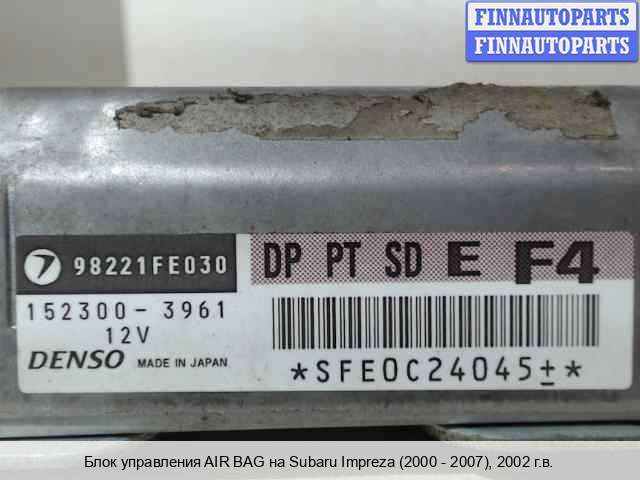 FINNAUTOPARTS
FINNAUTOPARTS
98221FE030
DP PT SD E F4
152300-3961
12V
DENSO MADE IN JAPAN
*SFE0C24045±*
Блок управления AIR BAG на Subaru Impreza (2000 - 2007), 2002 г.в.